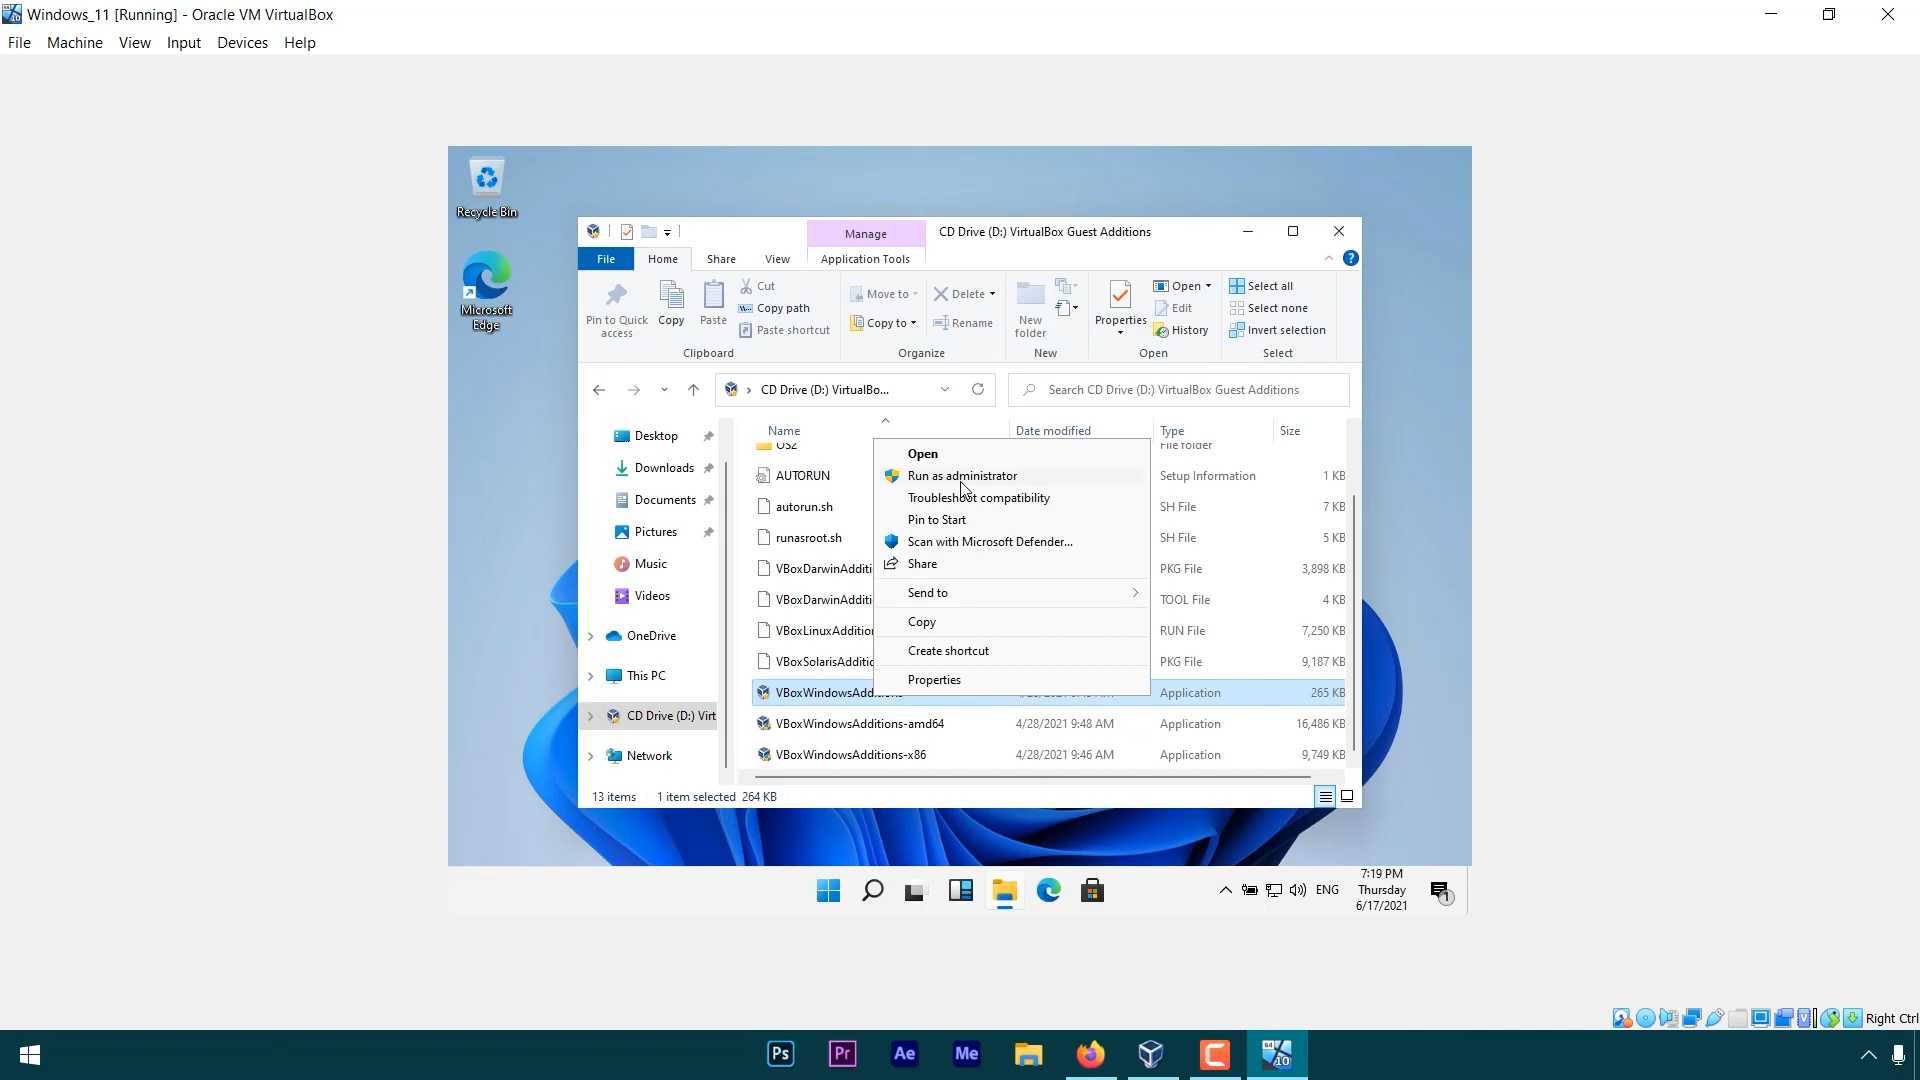 Windows_11 [Running] - Oracle VM VirtualBox
File Machine View Input Devices Help
Recycle Bin
Microsoft
Edge
Manage
CD Drive (D:) VirtualBox Guest Additions
File Home Share View Application Tools
Pin to Quick
access
Copy
Paste
Cut
Copy path
Paste shortcut
Clipboard
Move to
Copy to
Delete
Rename
Organize
New
folder
New
Properties
Open
Edit
History
Open
Select all
Select none
Invert selection
Select
CD Drive (D:) VirtualBo...
Search CD Drive (D:) VirtualBox Guest Additions
Desktop
Downloads
Documents
Pictures
Music
Videos
OneDrive
This PC
CD Drive (D:) Virt
Network
Name Date modified Type Size
OS2 File folder
AUTORUN Setup Information 1 KB
autorun.sh SH File 7 KB
runasroot.sh SH File 5 KB
VBoxDarwinAdditi PKG File 3,898 KB
VBoxDarwinAdditi TOOL File 4 KB
VBoxLinuxAddition RUN File 7,250 KB
VBoxSolarisAdditio PKG File 9,187 KB
VBoxWindowsAdditions Application 265 KB
VBoxWindowsAdditions-amd64 4/28/2021 9:48 AM Application 16,486 KB
VBoxWindowsAdditions-x86 4/28/2021 9:46 AM Application 9,749 KB
Open
Run as administrator
Troubleshoot compatibility
Pin to Start
Scan with Microsoft Defender...
Share
Send to
Copy
Create shortcut
Properties
13 items 1 item selected 264 KB
ENG
7:19 PM
Thursday
6/17/2021
1
Right Ctrl
Ps Pr Ae Me
64
10